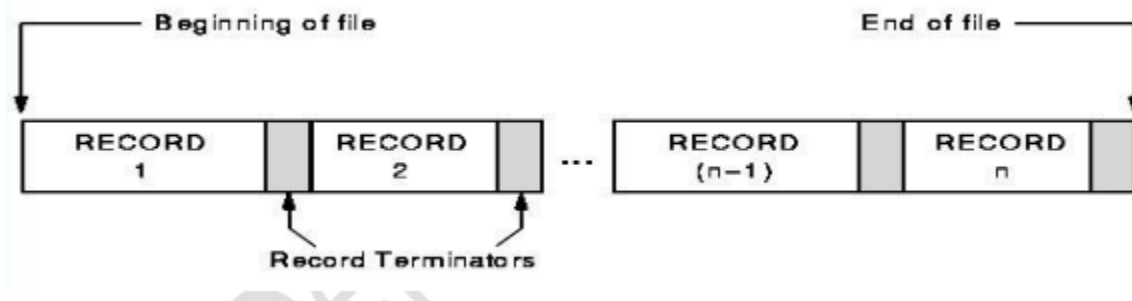 Beginning of file
End of file
RECORD
1
RECORD
2
...
RECORD
(n-1)
RECORD
n
Record Terminators